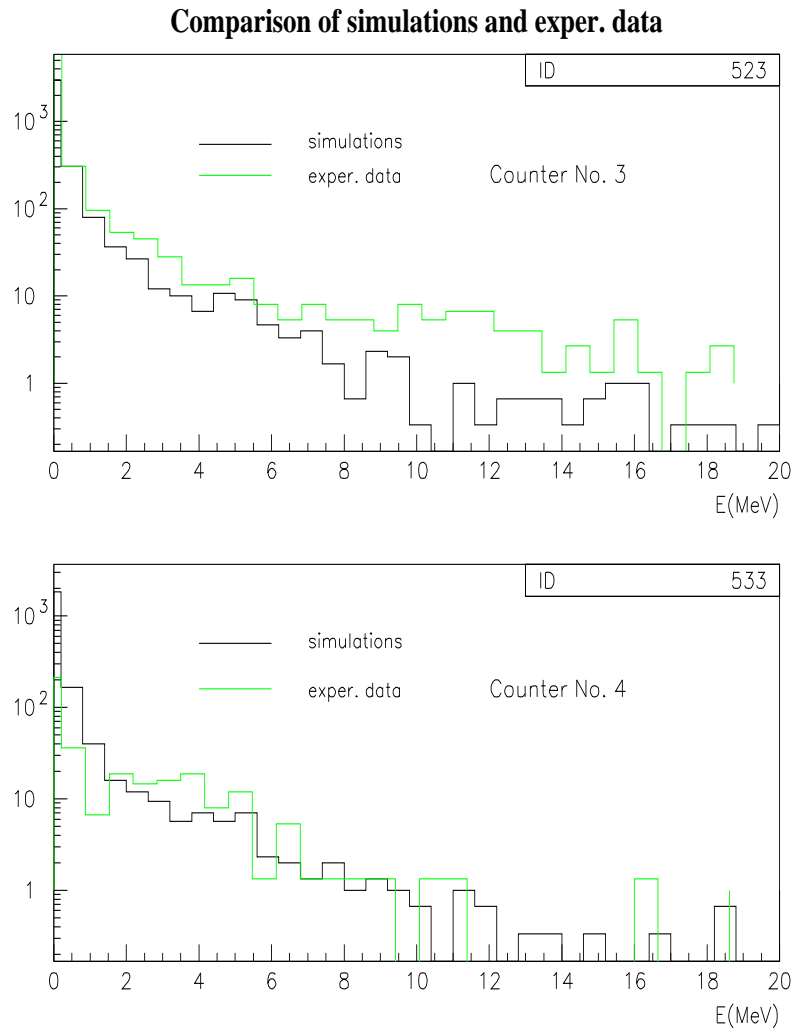 Comparison of simulations and exper. data
ID 523
10^3
simulations
exper. data Counter No. 3
10^2
10
1
0 2 4 6 8 10 12 14 16 18 20
E(MeV)
ID 533
10^3
simulations
exper. data Counter No. 4
10^2
10
1
0 2 4 6 8 10 12 14 16 18 20
E(MeV)